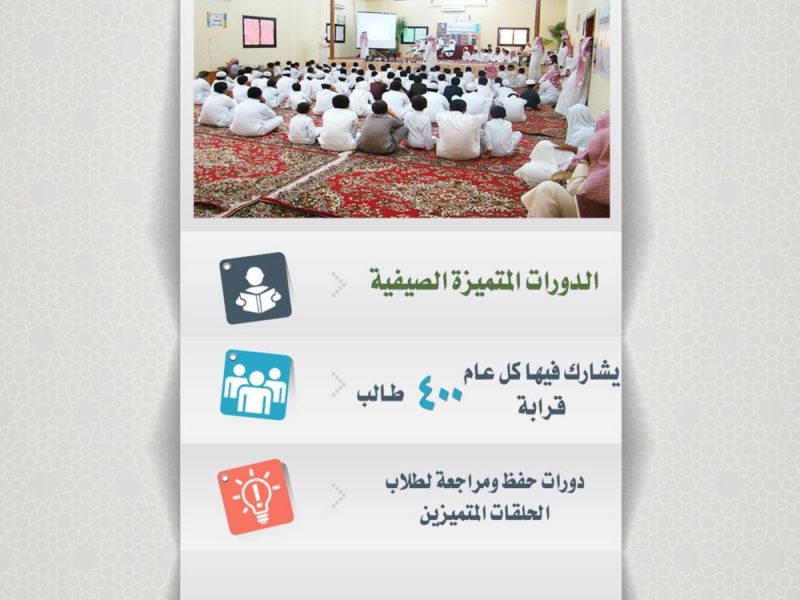 الدورات المتميزة الصيفية
يشارك فيها كل عام
قرابة ٤٠٠ طالب
دورات حفظ ومراجعة لطلاب
الحلقات المتميزين